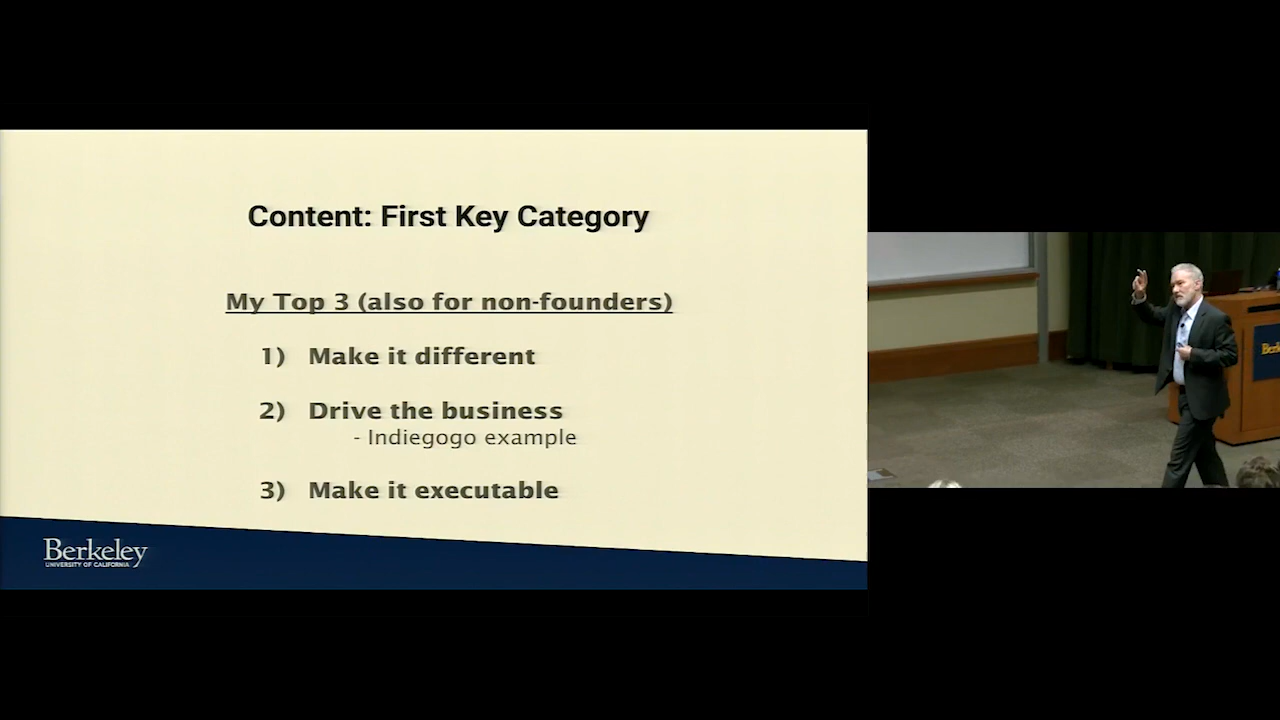 Content: First Key Category
My Top 3 (also for non-founders)
1) Make it different
2) Drive the business
- Indiegogo example
3) Make it executable
Berkeley
UNIVERSITY OF CALIFORNIA